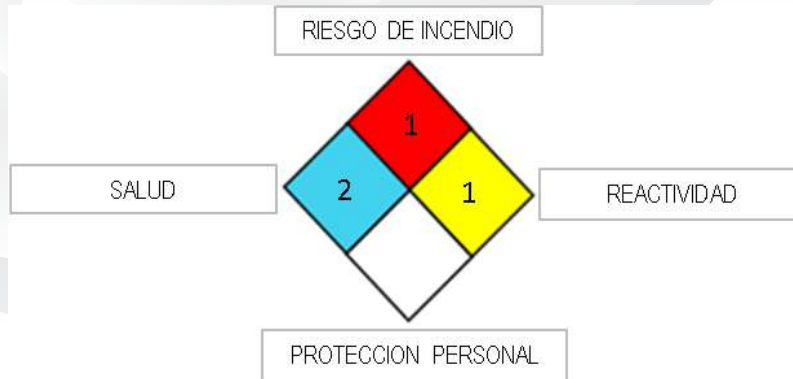 RIESGO DE INCENDIO
1
SALUD
2
1
REACTIVIDAD
PROTECCION PERSONAL